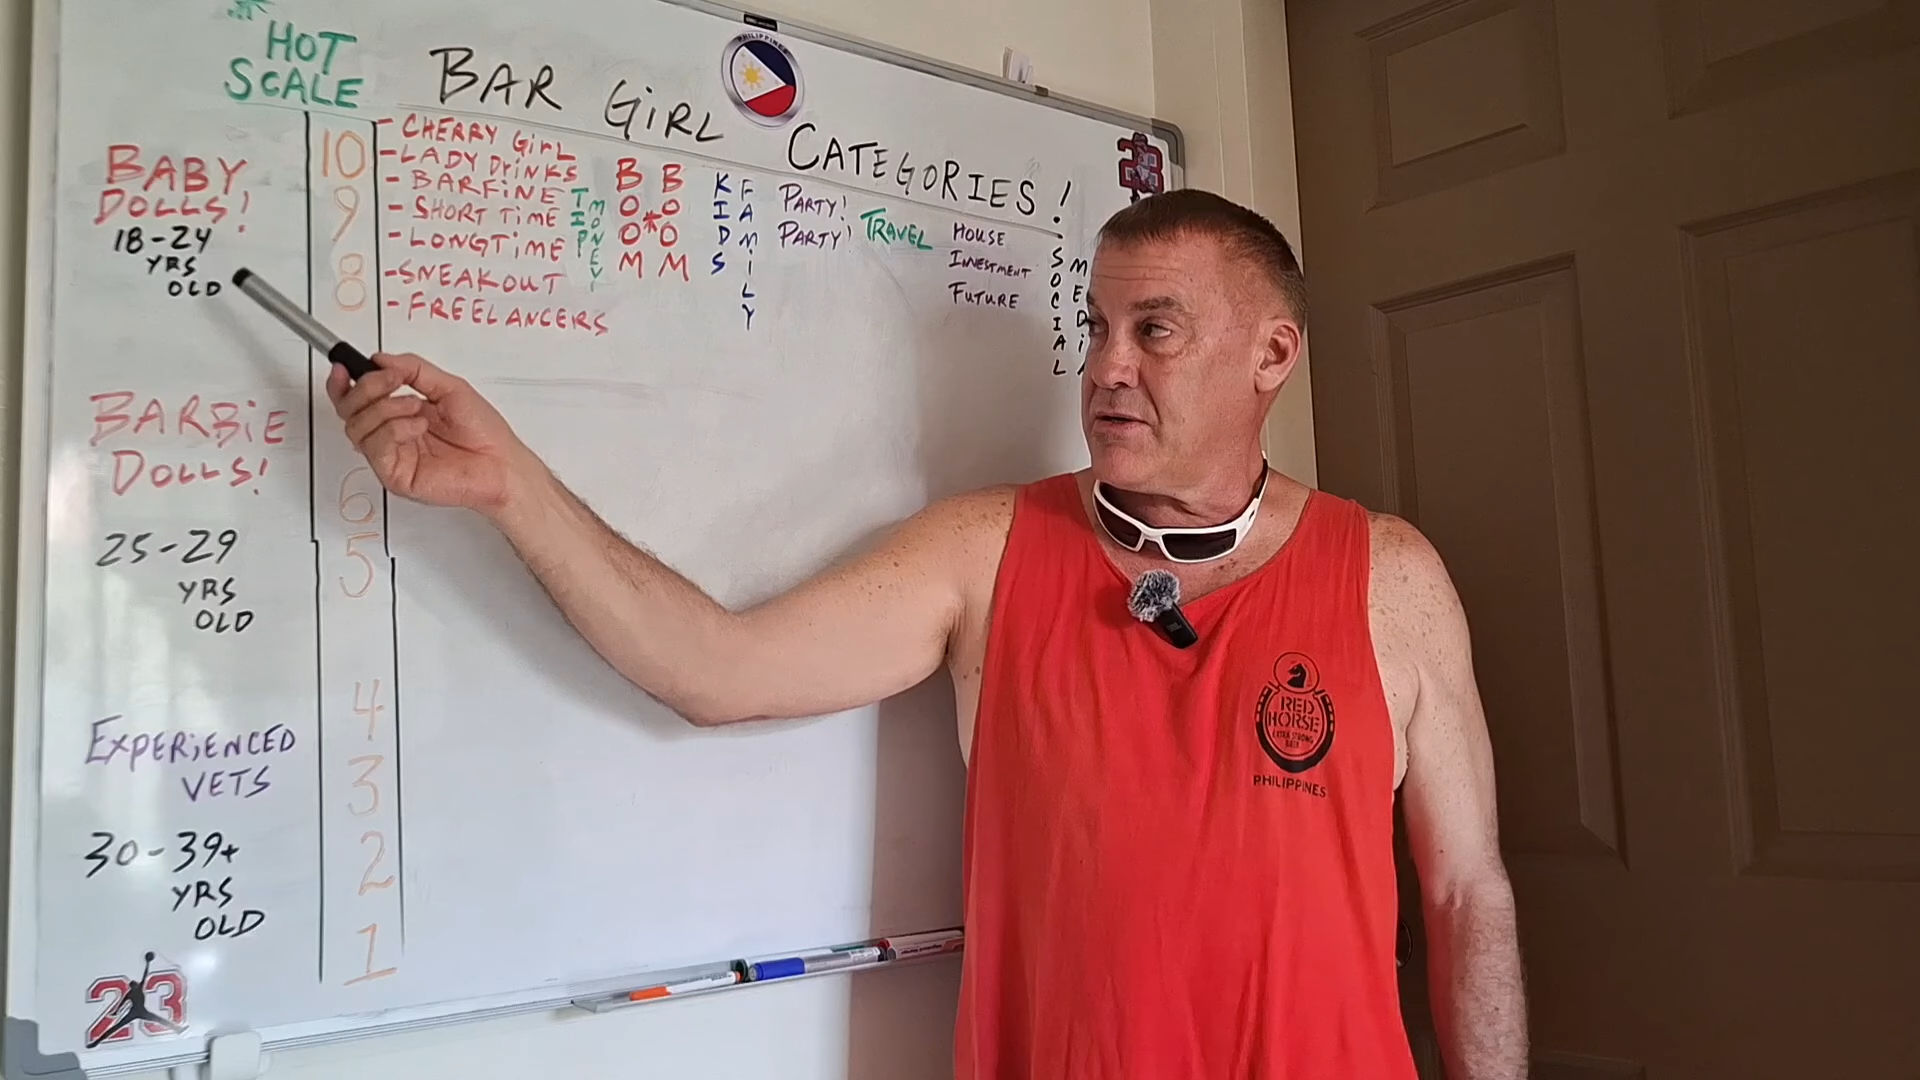 HOT
SCALE
BAR GiRL CATEGORiES!
PHILIPPINES
BABY
DOLLS!
18-24
YRS
OLD
BARBiE
DOLLS!
25-29
YRS
OLD
EXPERiENCED
VETS
30-39+
YRS
OLD
10
9
8
6
5
4
3
2
1
- CHERRY GiRL
- LADY DriNKS
- BARFiNE
- SHORT TiME
- LONGTiME
- SNEAKOUT
- FREELANCERS
TIP
MONEY
BOOM * BOOM
KIDS
FAMiLY
PARTY!
PARTY!
TRAVEL
HOUSE
INVESTMENT
FUTURE
SOCIAL
MEDiA
23
23
RED
HORSE
EXTRA STRONG
BEER
PHILIPPINES